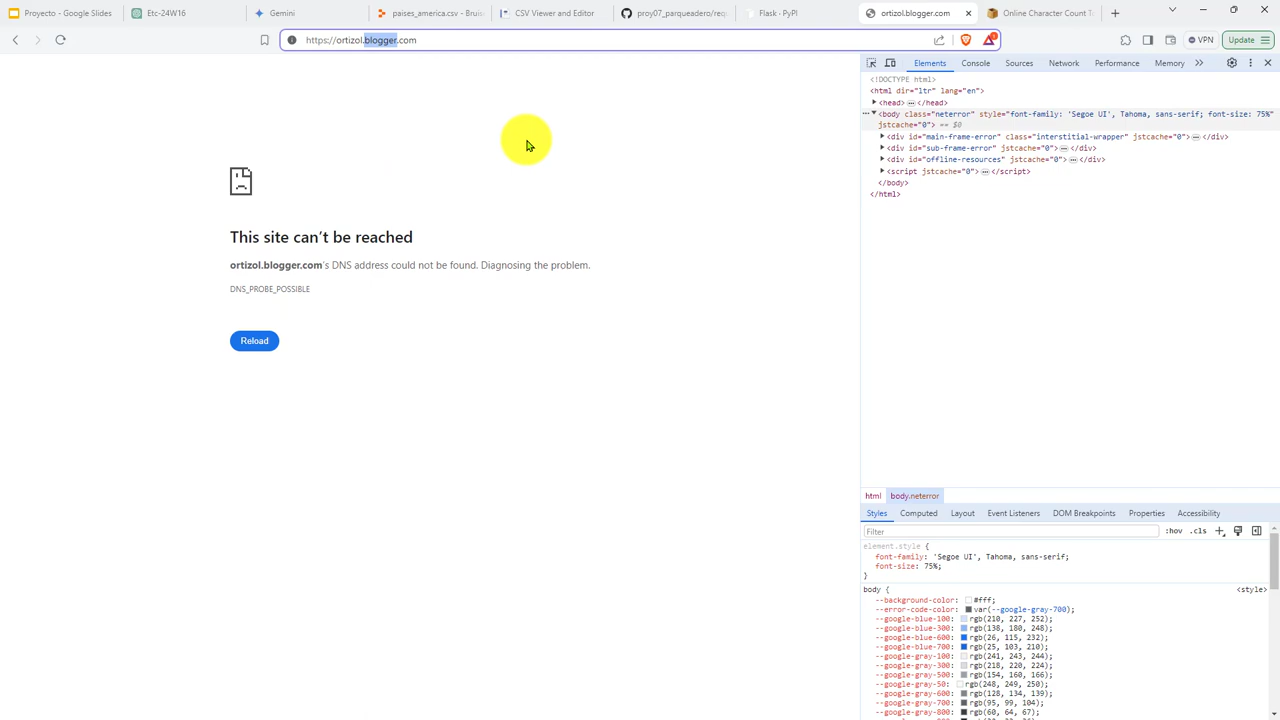 Proyecto - Slides
Etc-24W16
Gemini
paises_america.csv - Bruin
CSV Viewer and Editor
proy07_parqueadero/req
Flask · PyPI
ortizol.blogger.com
Online Character Count T
https://ortizol.blogger.com
VPN
Update
Elements
Console
Sources
Network
Performance
Memory
<!DOCTYPE html>
<html dir="ltr" lang="en">
<head> … </head>
<body class="neterror" style="font-family: 'Segoe UI', Tahoma, sans-serif; font-size: 75%"
jstcache="0"> == $0
<div id="main-frame-error" class="interstitial-wrapper" jstcache="0"> … </div>
<div id="sub-frame-error" jstcache="0"> … </div>
<div id="offline-resources" jstcache="0"> … </div>
<script jstcache="0"> … </script>
</body>
</html>
This site can’t be reached
ortizol.blogger.com’s DNS address could not be found. Diagnosing the problem.
DNS_PROBE_POSSIBLE
Reload
html
body.neterror
Styles
Computed
Layout
Event Listeners
DOM Breakpoints
Properties
Accessibility
Filter
:hov
.cls
element.style {
font-family: 'Segoe UI', Tahoma, sans-serif;
font-size: 75%;
}
body {
<style>
--background-color: #fff;
--error-code-color: var(--google-gray-700);
--google-blue-100: rgb(210, 227, 252);
--google-blue-300: rgb(138, 180, 248);
--google-blue-600: rgb(26, 115, 232);
--google-blue-700: rgb(25, 103, 210);
--google-gray-100: rgb(241, 243, 244);
--google-gray-300: rgb(218, 220, 224);
--google-gray-500: rgb(154, 160, 166);
--google-gray-50: rgb(248, 249, 250);
--google-gray-600: rgb(128, 134, 139);
--google-gray-700: rgb(95, 99, 104);
--google-gray-800: rgb(60, 64, 67);